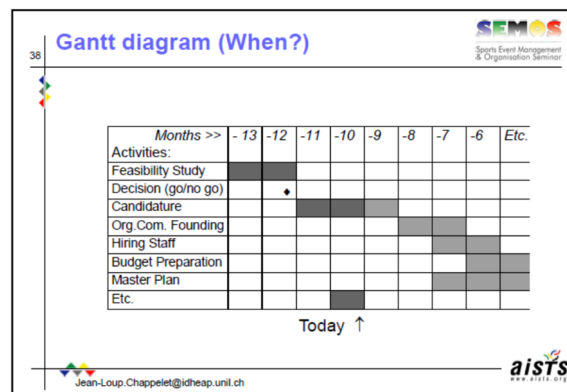 38
Gantt diagram (When?)
SEMOS
Sports Event Management
& Organisation Seminar
Months >> - 13 -12 -11 -10 -9 -8 -7 -6 Etc.
Activities:
Feasibility Study
Decision (go/no go)
Candidature
Org.Com. Founding
Hiring Staff
Budget Preparation
Master Plan
Etc.
Today ↑
Jean-Loup.Chappelet@idheap.unil.ch
aists
www.aists.org